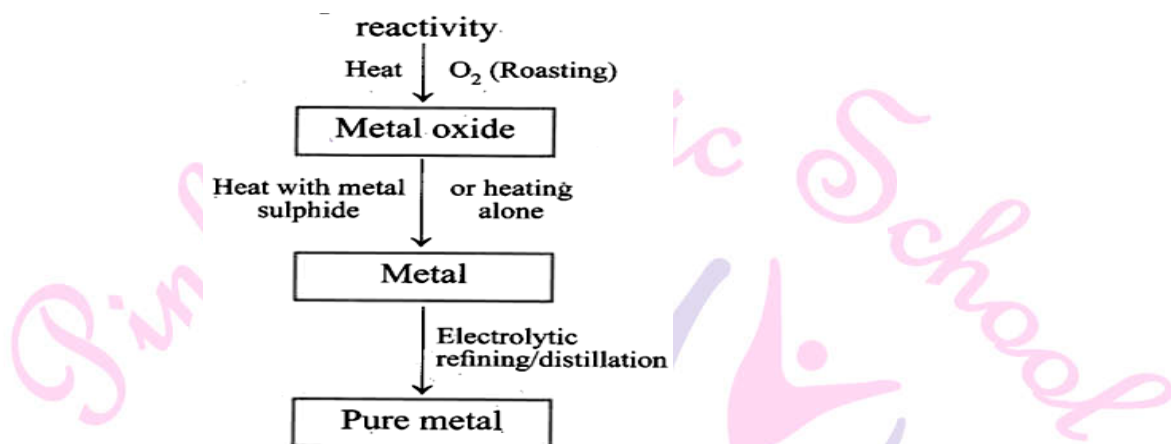 reactivity
Heat O₂ (Roasting)
Metal oxide
Heat with metal sulphide
or heating alone
Metal
Electrolytic
refining/distillation
Pure metal
School